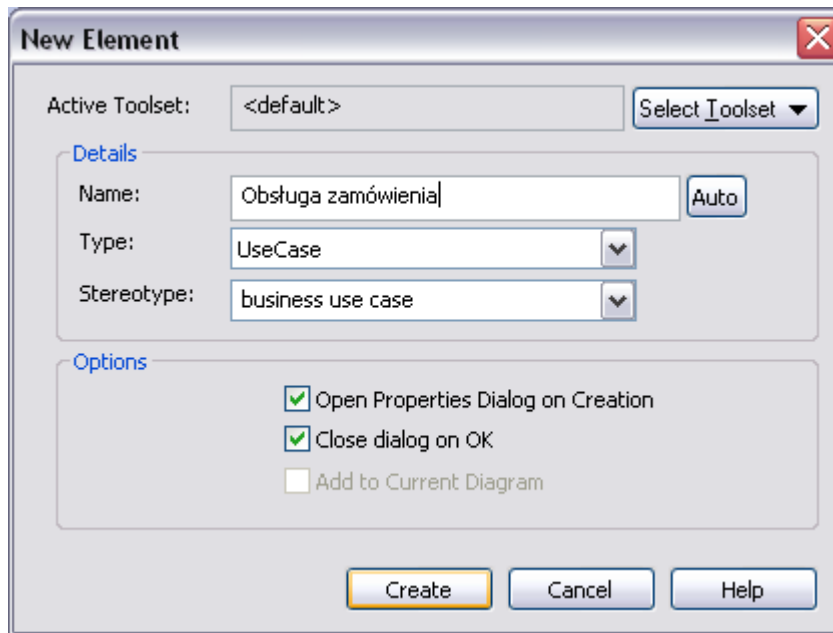 New Element
Active Toolset: <default> Select Toolset
Details
Name: Obsługa zamówienia Auto
Type: UseCase
Stereotype: business use case
Options
Open Properties Dialog on Creation
Close dialog on OK
Add to Current Diagram
Create Cancel Help